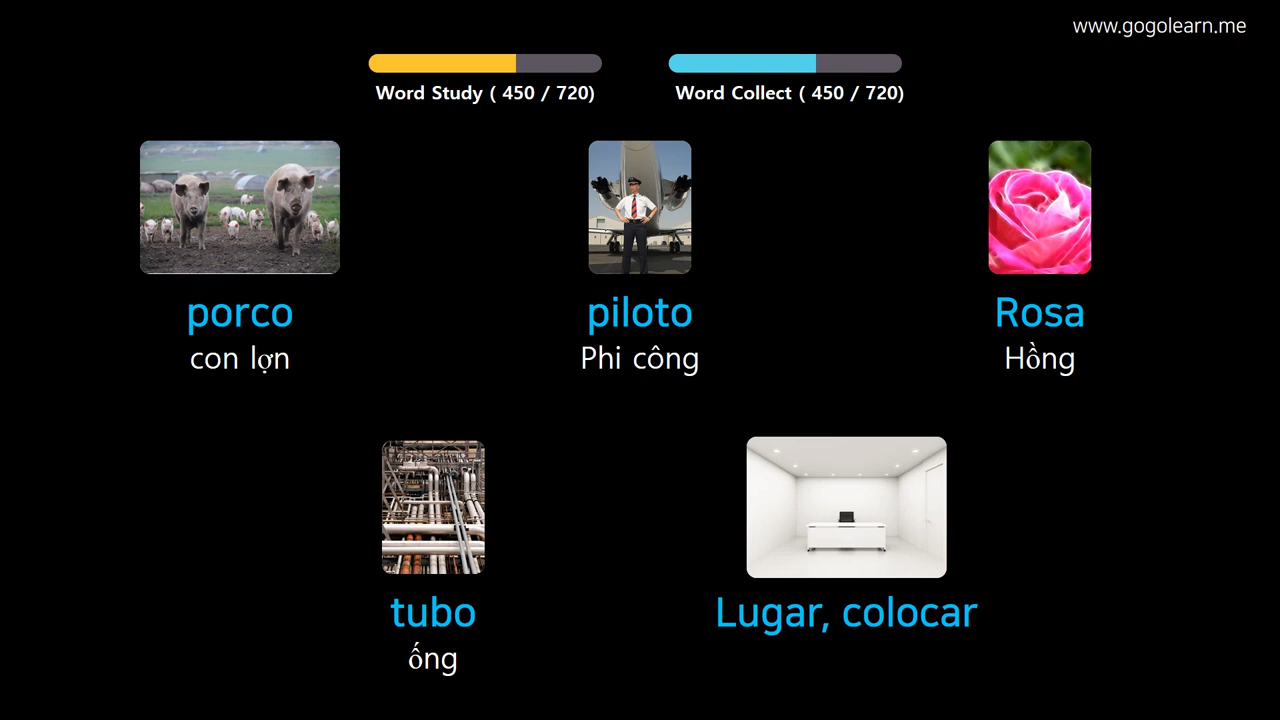 www.gogolearn.me
Word Study ( 450 / 720)
Word Collect ( 450 / 720)
porco
con lợn
piloto
Phi công
Rosa
Hồng
tubo
ống
Lugar, colocar